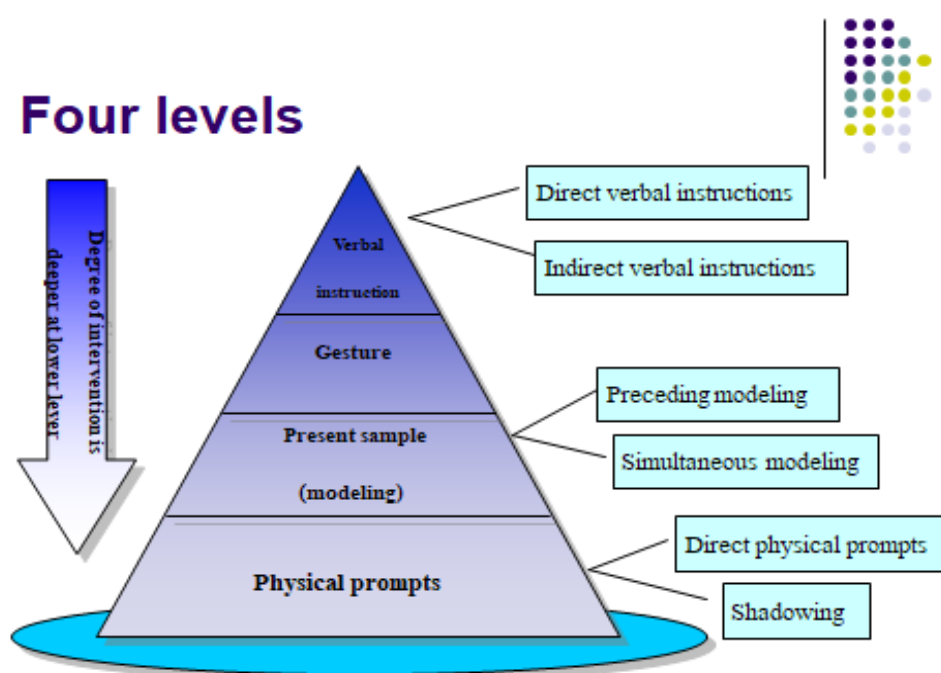 Four levels
Degree of intervention is
deeper at lower lever
Verbal
instruction
Direct verbal instructions
Indirect verbal instructions
Gesture
Present sample
(modeling)
Preceding modeling
Simultaneous modeling
Physical prompts
Direct physical prompts
Shadowing